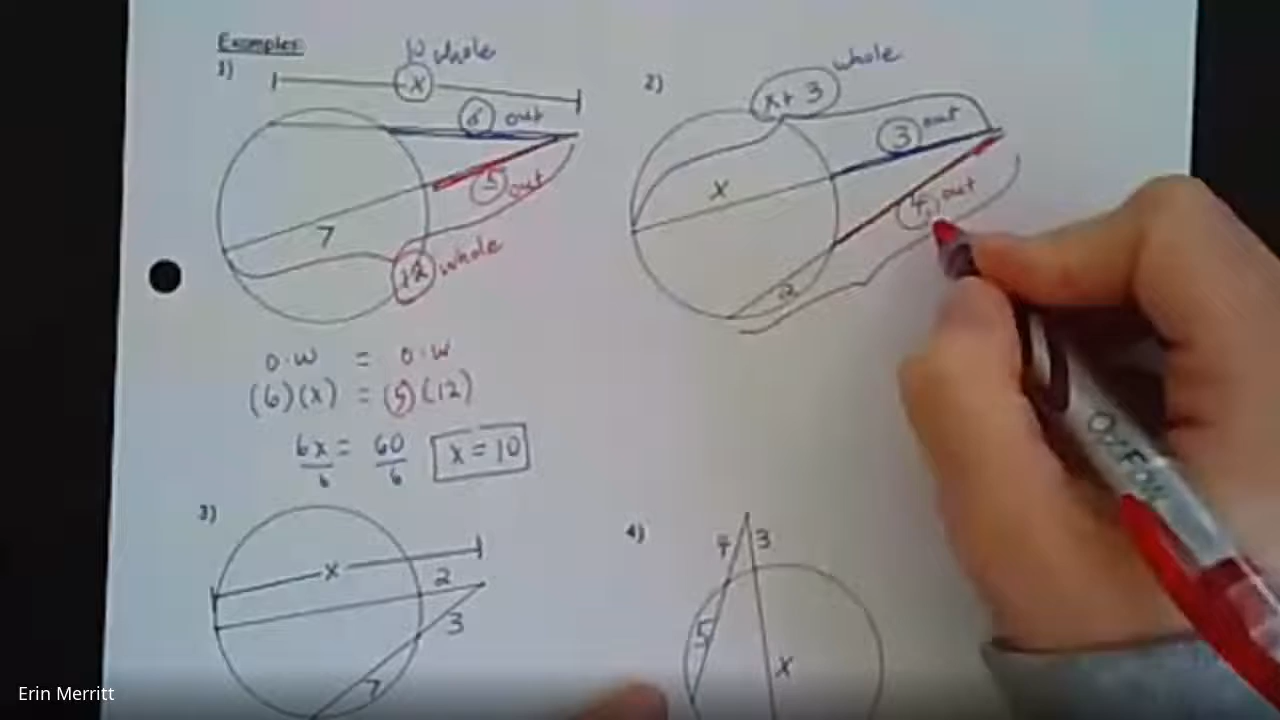 Examples
1)
10 whole
x
6 out
5 out
7
12 whole
O·W = O·W
(6)(x) = (5)(12)
6x = 60
6 6
x = 10
2)
x + 3 whole
3 out
x
4 out
2
3)
x
2
3
7
4)
4 3
5
x
Erin Merritt